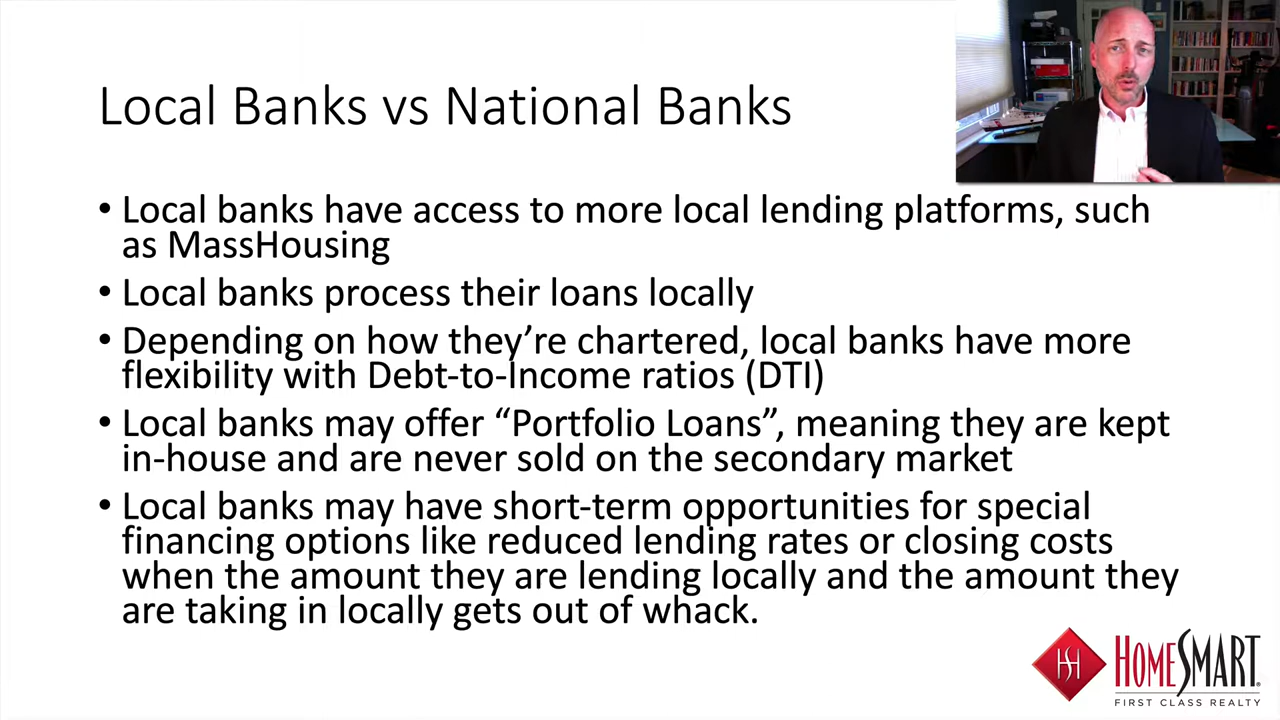 Local Banks vs National Banks
• Local banks have access to more local lending platforms, such
as MassHousing
• Local banks process their loans locally
• Depending on how they’re chartered, local banks have more
flexibility with Debt-to-Income ratios (DTI)
• Local banks may offer “Portfolio Loans”, meaning they are kept
in-house and are never sold on the secondary market
• Local banks may have short-term opportunities for special
financing options like reduced lending rates or closing costs
when the amount they are lending locally and the amount they
are taking in locally gets out of whack.
HS HOMESMART®
FIRST CLASS REALTY